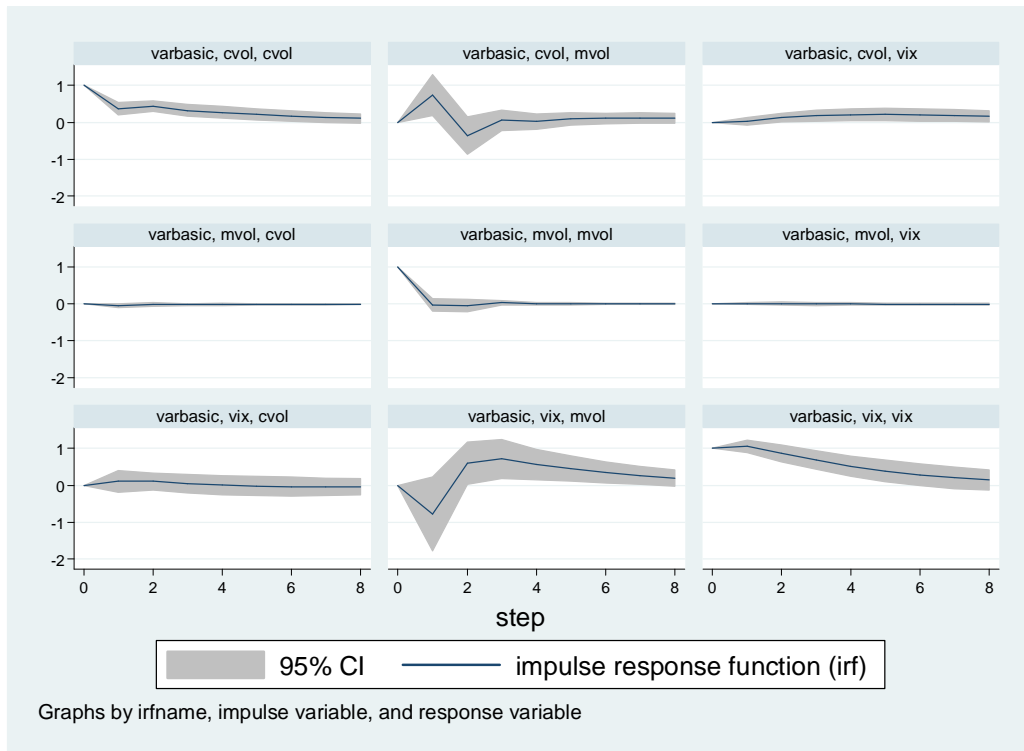 varbasic, cvol, cvol
varbasic, cvol, mvol
varbasic, cvol, vix
1
0
-1
-2
varbasic, mvol, cvol
varbasic, mvol, mvol
varbasic, mvol, vix
1
0
-1
-2
varbasic, vix, cvol
varbasic, vix, mvol
varbasic, vix, vix
1
0
-1
-2
0 2 4 6 8
0 2 4 6 8
0 2 4 6 8
step
95% CI
impulse response function (irf)
Graphs by irfname, impulse variable, and response variable